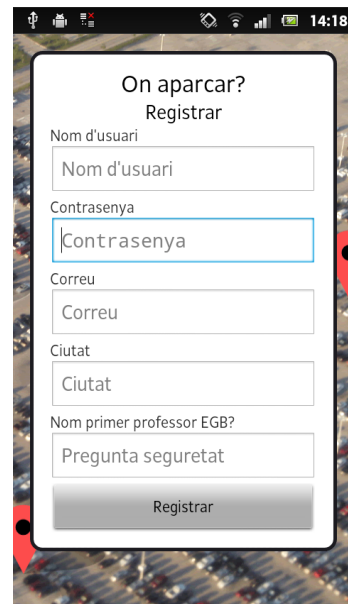 14:18
On aparcar?
Registrar
Nom d'usuari
Nom d'usuari
Contrasenya
Contrasenya
Correu
Correu
Ciutat
Ciutat
Nom primer professor EGB?
Pregunta seguretat
Registrar